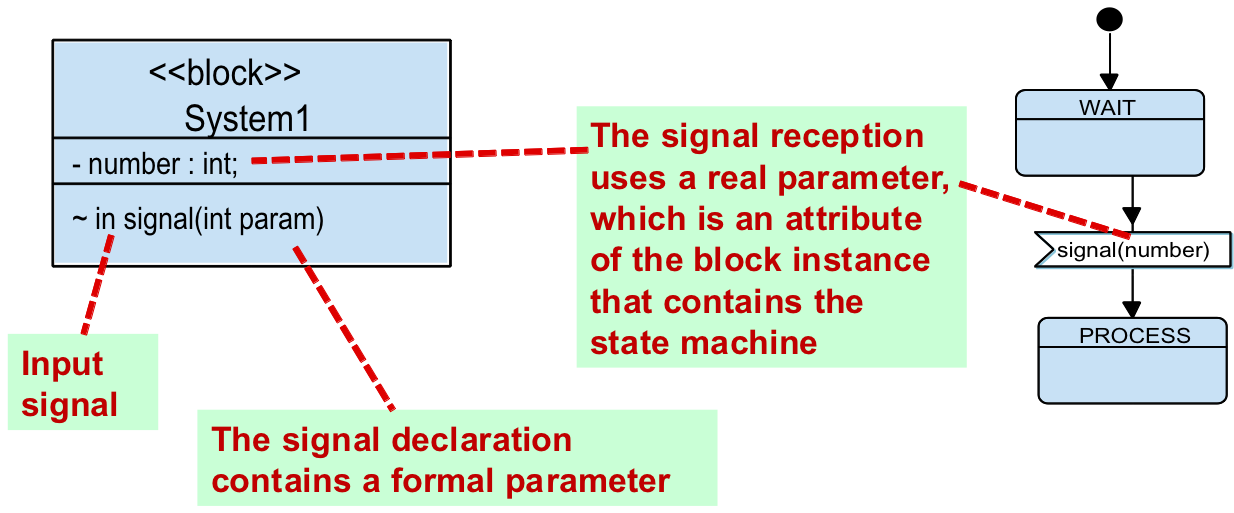 <<block>>
System1
- number : int;
~ in signal(int param)
Input
signal
The signal declaration
contains a formal parameter
The signal reception
uses a real parameter,
which is an attribute
of the block instance
that contains the
state machine
WAIT
signal(number)
PROCESS